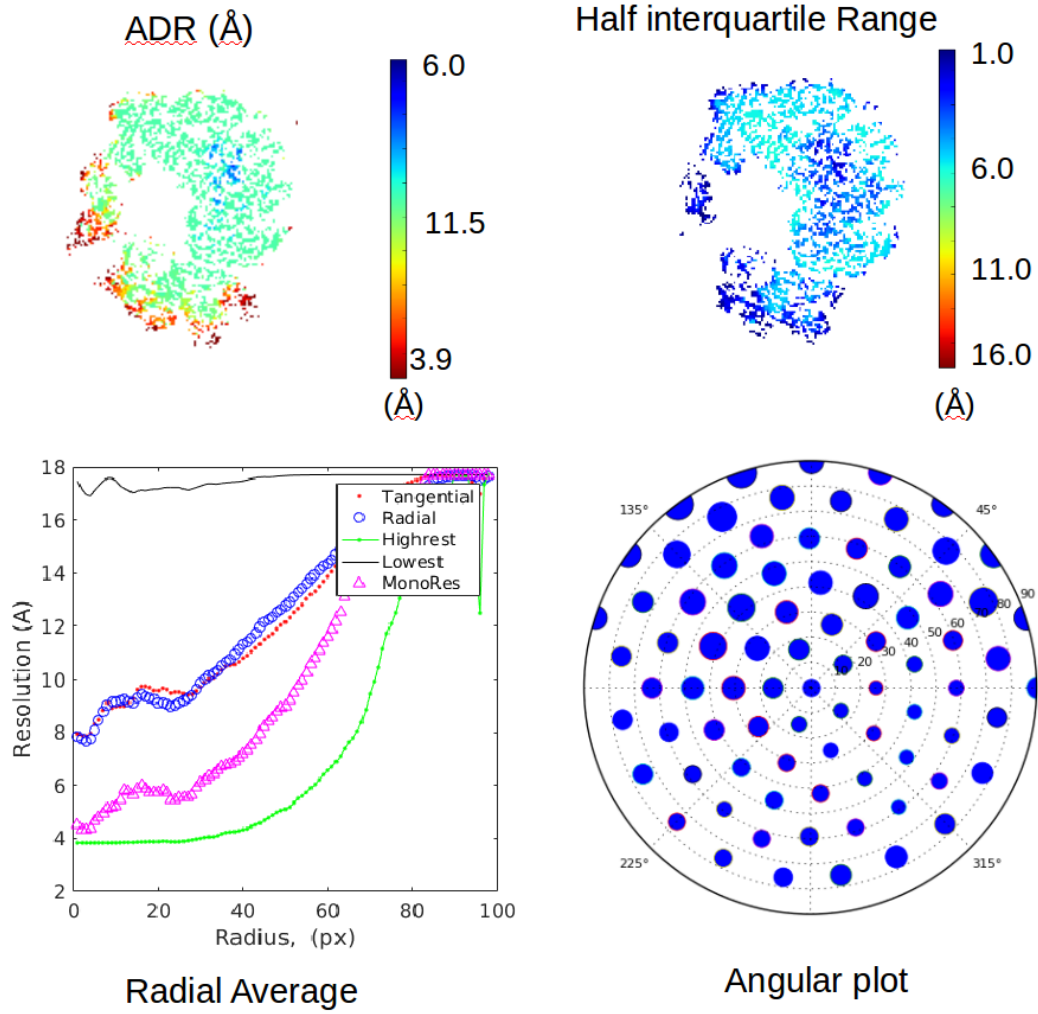 ADR (Å)
6.0
11.5
3.9
(Å)
Half interquartile Range
1.0
6.0
11.0
16.0
(Å)
18
16
14
12
10
8
6
4
2
Resolution (A)
Tangential
Radial
Highrest
Lowest
MonoRes
0 20 40 60 80 100
Radius, (px)
Radial Average
135°
45°
90
80
70
60
50
40
30
20
10
225°
315°
Angular plot